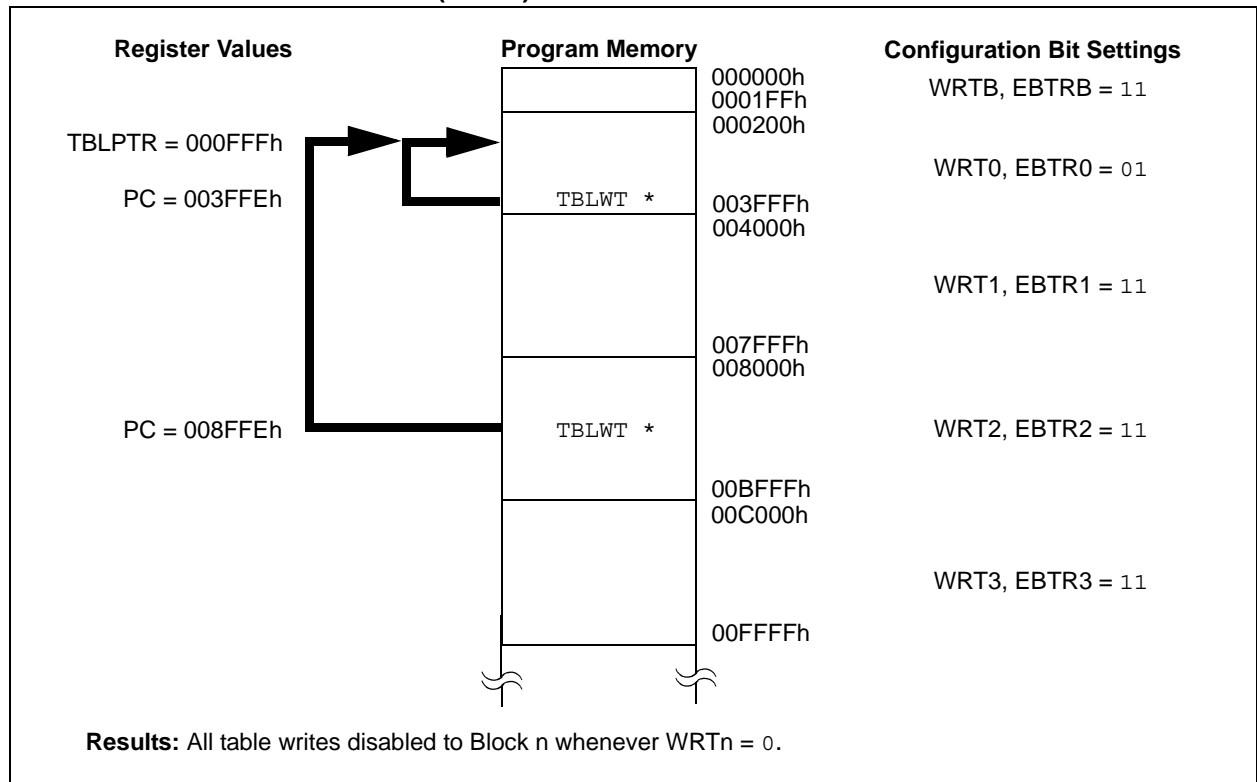 Register Values Program Memory Configuration Bit Settings
000000h
WRTB, EBTRB = 11
0001FFh
000200h
TBLPTR = 000FFFh
WRT0, EBTR0 = 01
PC = 003FFEh
TBLWT *
003FFFh
004000h
WRT1, EBTR1 = 11
007FFFh
008000h
PC = 008FFEh
TBLWT *
WRT2, EBTR2 = 11
00BFFFh
00C000h
WRT3, EBTR3 = 11
00FFFFh
Results: All table writes disabled to Block n whenever WRTn = 0.